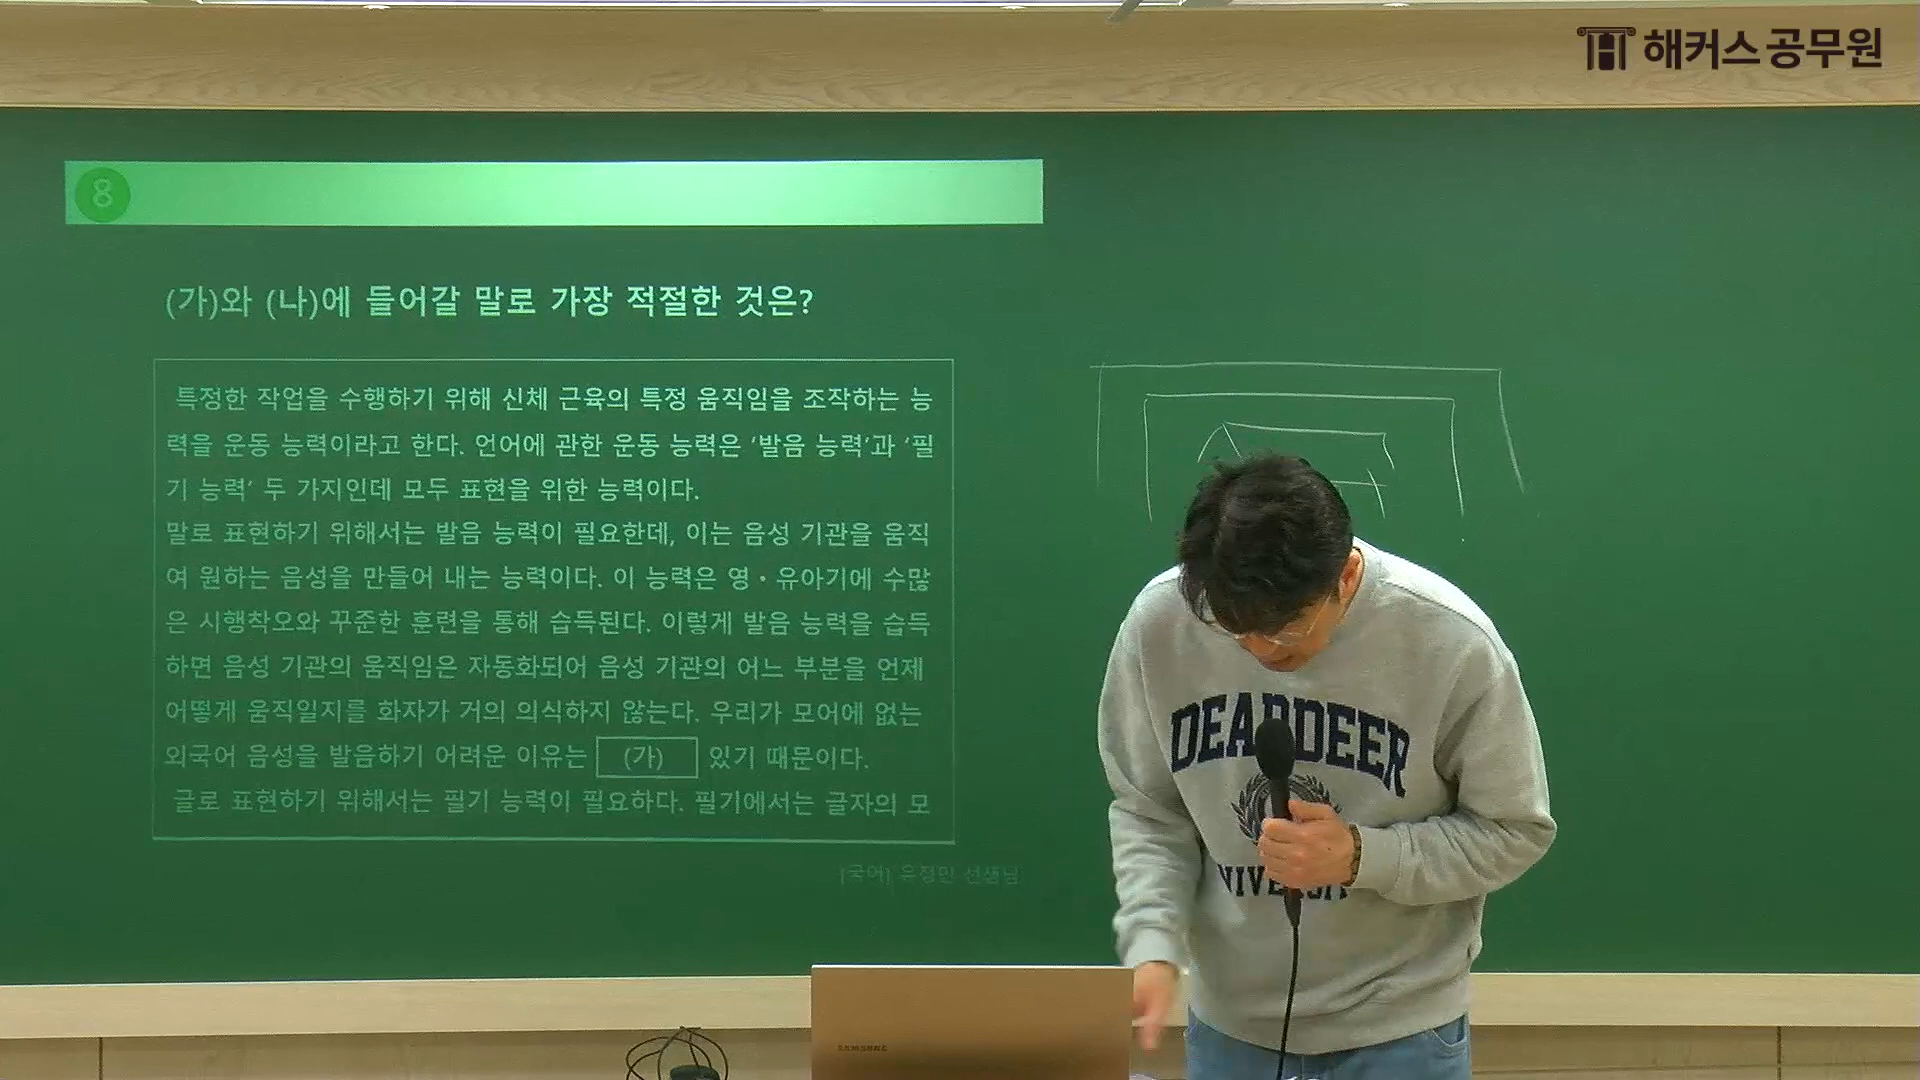 해커스 공무원
8
(가)와 (나)에 들어갈 말로 가장 적절한 것은?
특정한 작업을 수행하기 위해 신체 근육의 특정 움직임을 조작하는 능
력을 운동 능력이라고 한다. 언어에 관한 운동 능력은 ‘발음 능력’과 ‘필
기 능력’ 두 가지인데 모두 표현을 위한 능력이다.
말로 표현하기 위해서는 발음 능력이 필요한데, 이는 음성 기관을 움직
여 원하는 음성을 만들어 내는 능력이다. 이 능력은 영·유아기에 수많
은 시행착오와 꾸준한 훈련을 통해 습득된다. 이렇게 발음 능력을 습득
하면 음성 기관의 움직임은 자동화되어 음성 기관의 어느 부분을 언제
어떻게 움직일지를 화자가 거의 의식하지 않는다. 우리가 모어에 없는
외국어 음성을 발음하기 어려운 이유는 (가) 있기 때문이다.
글로 표현하기 위해서는 필기 능력이 필요하다. 필기에서는 글자의 모
[국어] 유정민 선생님
DEARDEER
SAMSUNG